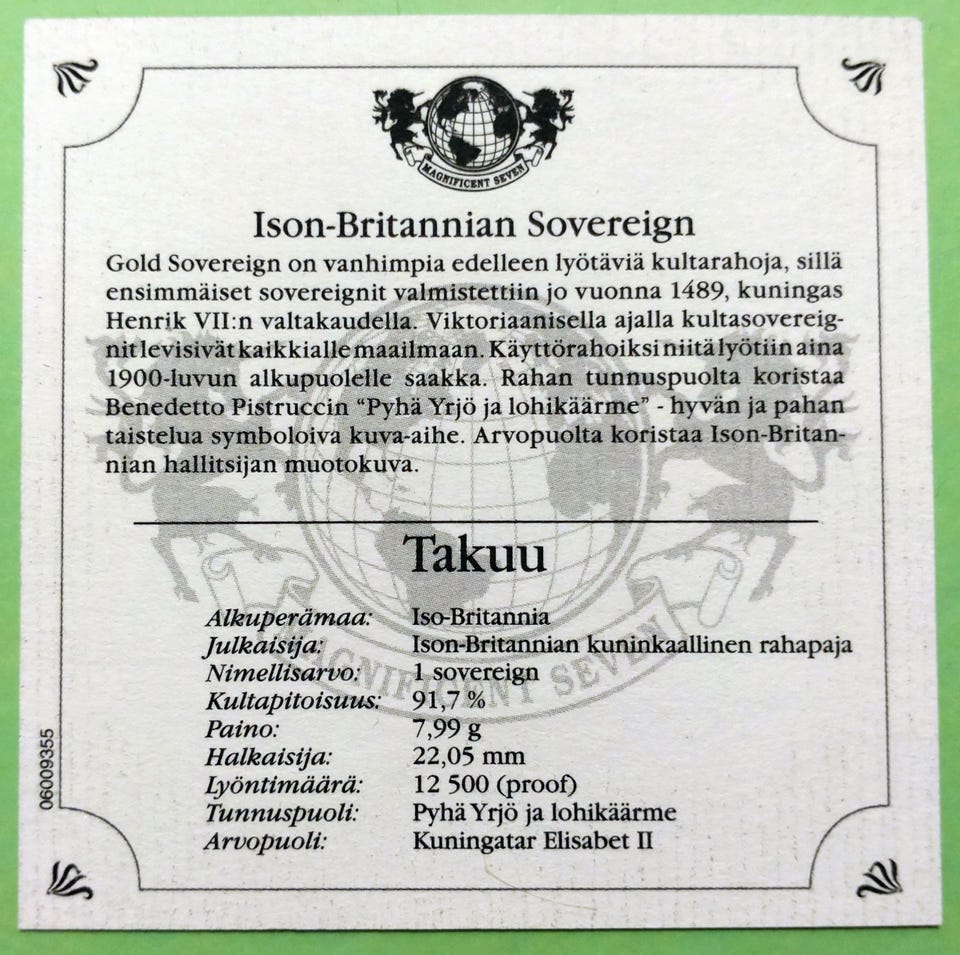 MAGNIFICENT SEVEN
Ison-Britannian Sovereign
Gold Sovereign on vanhimpia edelleen lyötäviä kultarahoja, sillä
ensimmäiset sovereignit valmistettiin jo vuonna 1489, kuningas
Henrik VII:n valtakaudella. Viktoriaanisella ajalla kultasovereig-
nit levisivät kaikkialle maailmaan. Käyttörahoiksi niitä lyötiin aina
1900-luvun alkupuolelle saakka. Rahan tunnuspuolta koristaa
Benedetto Pistruccin “Pyhä Yrjö ja lohikäärme” - hyvän ja pahan
taistelua symboloiva kuva-aihe. Arvopuolta koristaa Ison-Britan-
nian hallitsijan muotokuva.
Takuu
Alkuperämaa: Iso-Britannia
Julkaisija: Ison-Britannian kuninkaallinen rahapaja
Nimellisarvo: 1 sovereign
Kultapitoisuus: 91,7 %
Paino: 7,99 g
Halkaisija: 22,05 mm
Lyöntimäärä: 12 500 (proof)
Tunnuspuoli: Pyhä Yrjö ja lohikäärme
Arvopuoli: Kuningatar Elisabet II
MAGNIFICENT SEVEN
06009355